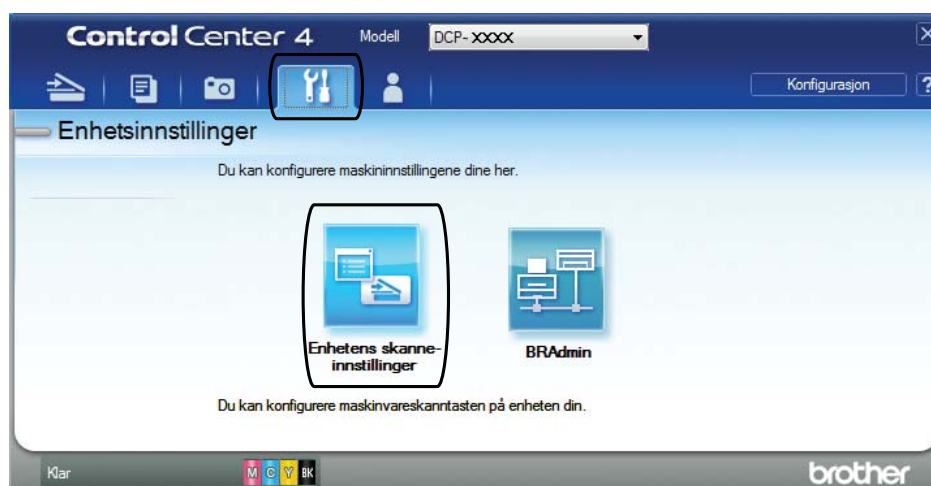 Control Center 4
Modell
DCP-XXXX
X
Konfigurasjon
?
Enhetsinnstillinger
Du kan konfigurere maskininnstillingene dine her.
Enhetens skanne-
innstillinger
BRAdmin
Du kan konfigurere maskinvareskanntasten på enheten din.
Klar
M C Y BK
brother